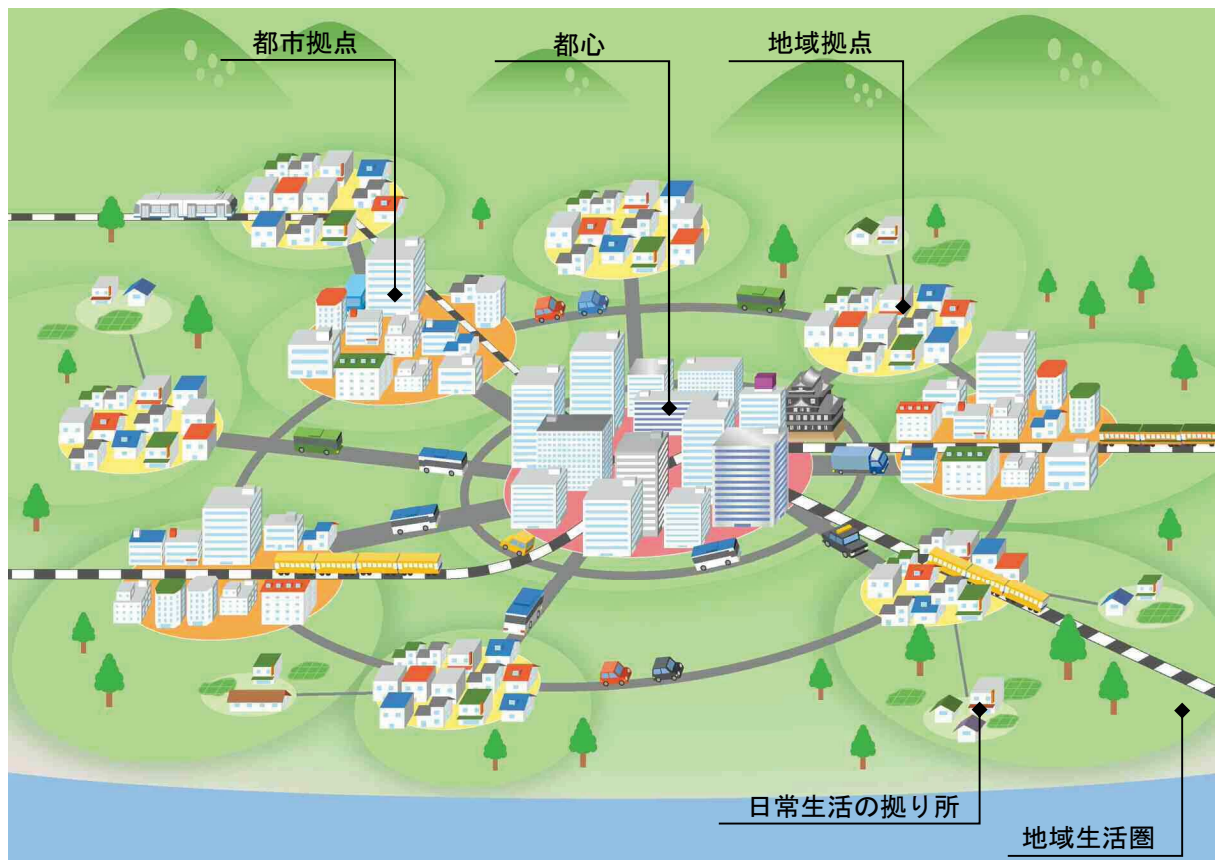 都市拠点
都心
地域拠点
日常生活の拠り所
地域生活圏